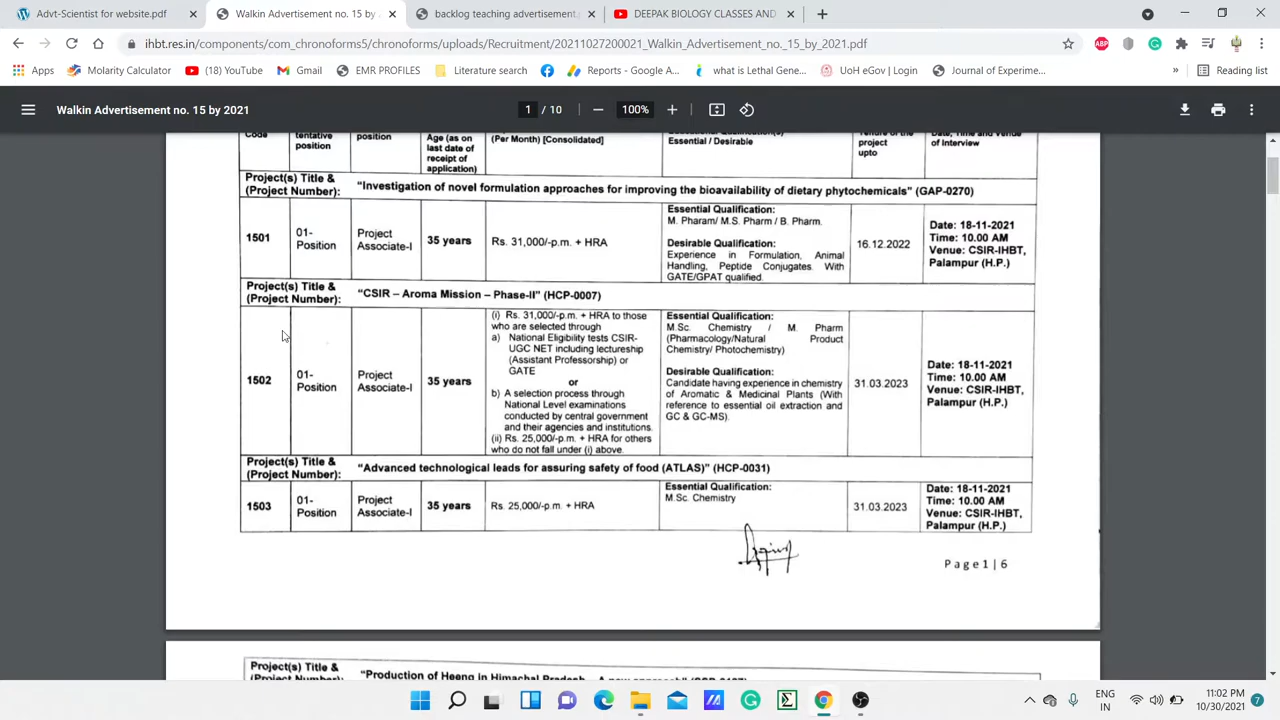 Advt-Scientist for website.pdf
Walkin Advertisement no. 15 by 2
backlog teaching advertisement.
DEEPAK BIOLOGY CLASSES AND
ihbt.res.in/components/com_chronoforms5/chronoforms/uploads/Recruitment/20211027200021_Walkin_Advertisement_no._15_by_2021.pdf
ABP
Apps
Molarity Calculator
(18) YouTube
Gmail
EMR PROFILES
Literature search
Reports - Google A...
what is Lethal Gene...
UoH eGov | Login
Journal of Experime...
»
Reading list
Walkin Advertisement no. 15 by 2021
1 / 10
100%
Code
tentative
position
position
Age (as on
last date of
receipt of
application)
(Per Month) [Consolidated]
Essential / Desirable
Tenure of the
project
upto
Date, Time and Venue
of Interview
Project(s) Title &
(Project Number):
"Investigation of novel formulation approaches for improving the bioavailability of dietary phytochemicals" (GAP-0270)
1501
01-
Position
Project
Associate-I
35 years
Rs. 31,000/-p.m. + HRA
Essential Qualification:
M. Pharam/ M.S. Pharm / B. Pharm.
Desirable Qualification:
Experience in Formulation, Animal
Handling, Peptide Conjugates. With
GATE/GPAT qualified.
16.12.2022
Date: 18-11-2021
Time: 10.00 AM
Venue: CSIR-IHBT,
Palampur (H.P.)
Project(s) Title &
(Project Number):
"CSIR – Aroma Mission – Phase-II" (HCP-0007)
1502
01-
Position
Project
Associate-I
35 years
(i) Rs. 31,000/-p.m. + HRA to those
who are selected through
a) National Eligibility tests CSIR-
UGC NET including lectureship
(Assistant Professorship) or
GATE
or
b) A selection process through
National Level examinations
conducted by central government
and their agencies and institutions.
(ii) Rs. 25,000/-p.m. + HRA for others
who do not fall under (i) above.
Essential Qualification:
M.Sc. Chemistry / M. Pharm
(Pharmacology/Natural Product
Chemistry/ Photochemistry)
Desirable Qualification:
Candidate having experience in chemistry
of Aromatic & Medicinal Plants (With
reference to essential oil extraction and
GC & GC-MS).
31.03.2023
Date: 18-11-2021
Time: 10.00 AM
Venue: CSIR-IHBT,
Palampur (H.P.)
Project(s) Title &
(Project Number):
"Advanced technological leads for assuring safety of food (ATLAS)" (HCP-0031)
1503
01-
Position
Project
Associate-I
35 years
Rs. 25,000/-p.m. + HRA
Essential Qualification:
M.Sc. Chemistry
31.03.2023
Date: 18-11-2021
Time: 10.00 AM
Venue: CSIR-IHBT,
Palampur (H.P.)
Page1|6
Project(s) Title &
"Production of Heeng in Himachal Pradesh
ENG
IN
11:02 PM
10/30/2021
7